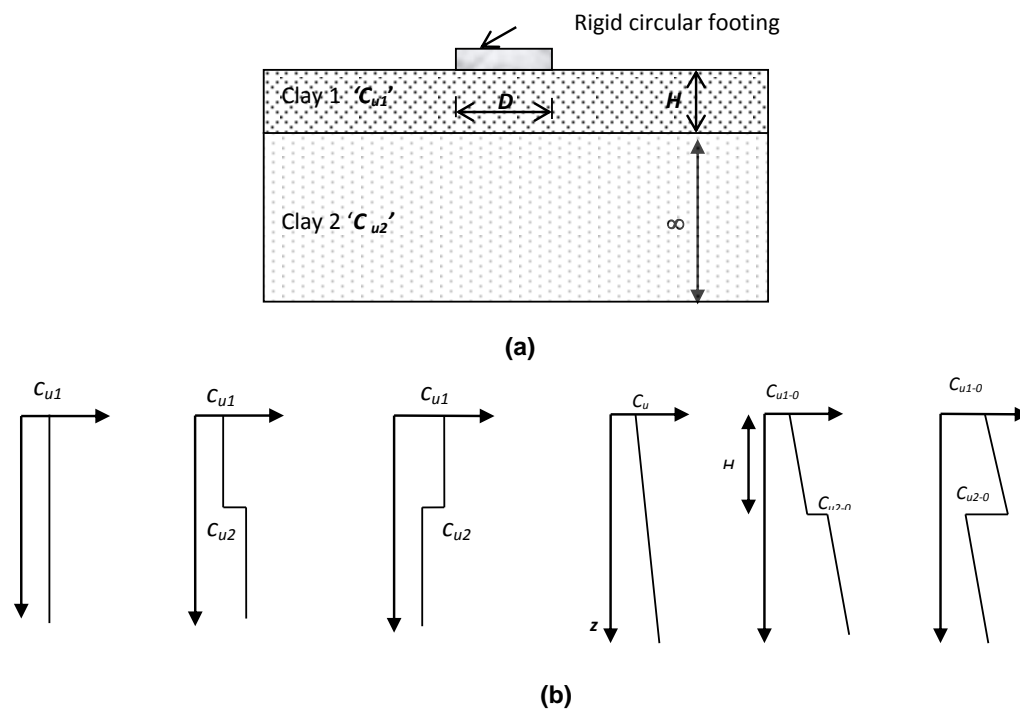 Rigid circular footing
Clay 1 ‘Cu1’
D
H
Clay 2 ‘C u2’
∞
(a)
Cu1
Cu1
Cu1
Cu
Cu1-0
Cu1-0
H
Cu2-0
Cu2-0
Cu2
Cu2
z
(b)